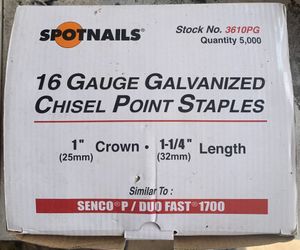 SPOTNAILS®
Stock No. 3610PG
Quantity 5,000
16 GAUGE GALVANIZED
CHISEL POINT STAPLES
1" Crown • 1-1/4" Length
(25mm) (32mm)
Similar To :
SENCO® P / DUO FAST® 1700